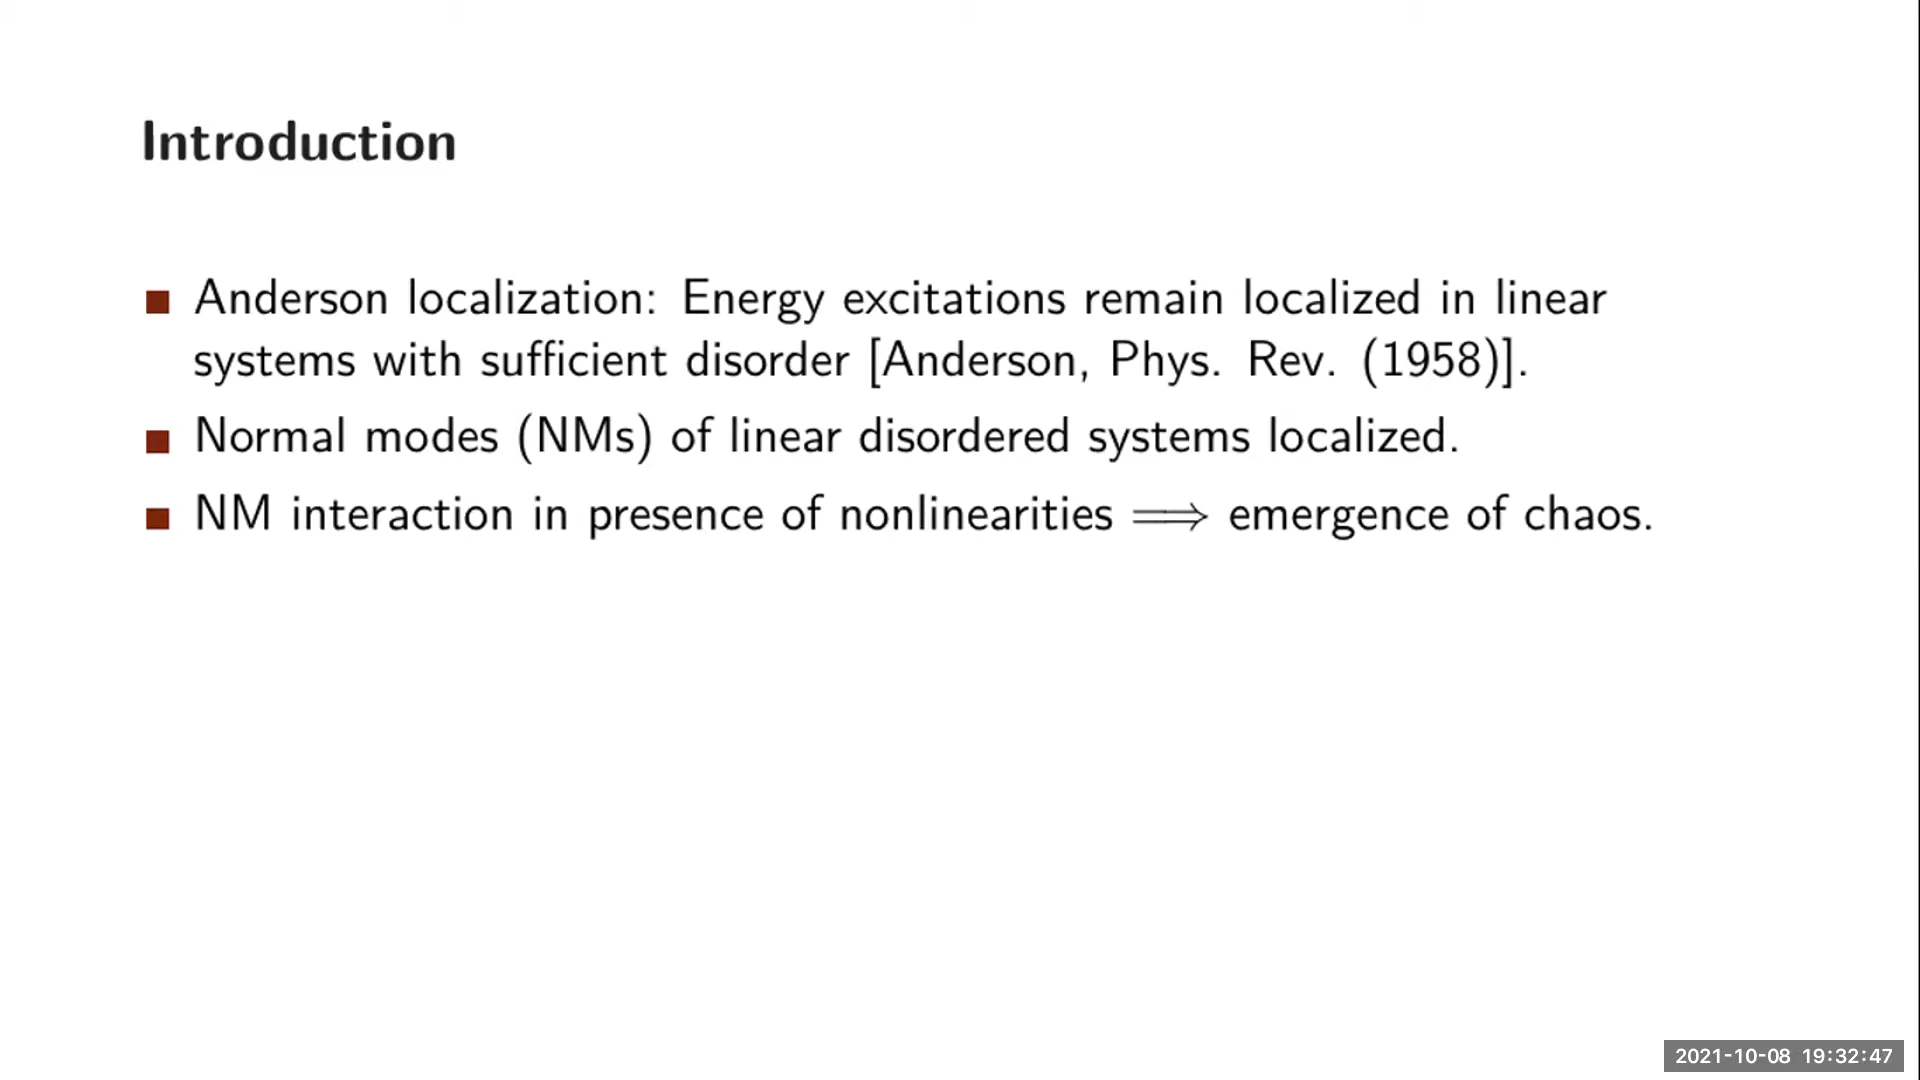 Introduction
Anderson localization: Energy excitations remain localized in linear
systems with sufficient disorder [Anderson, Phys. Rev. (1958)].
Normal modes (NMs) of linear disordered systems localized.
NM interaction in presence of nonlinearities ⟹ emergence of chaos.
2021-10-08 19:32:47